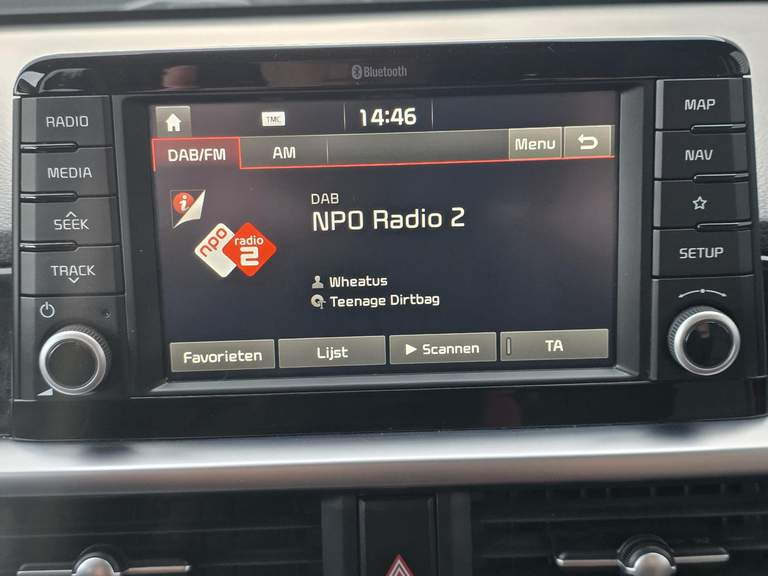 Bluetooth
RADIO
MEDIA
SEEK
TRACK
TMC
14:46
DAB/FM
AM
Menu
i
DAB
NPO Radio 2
npo
radio
2
Wheatus
Teenage Dirtbag
Favorieten
Lijst
Scannen
TA
MAP
NAV
SETUP